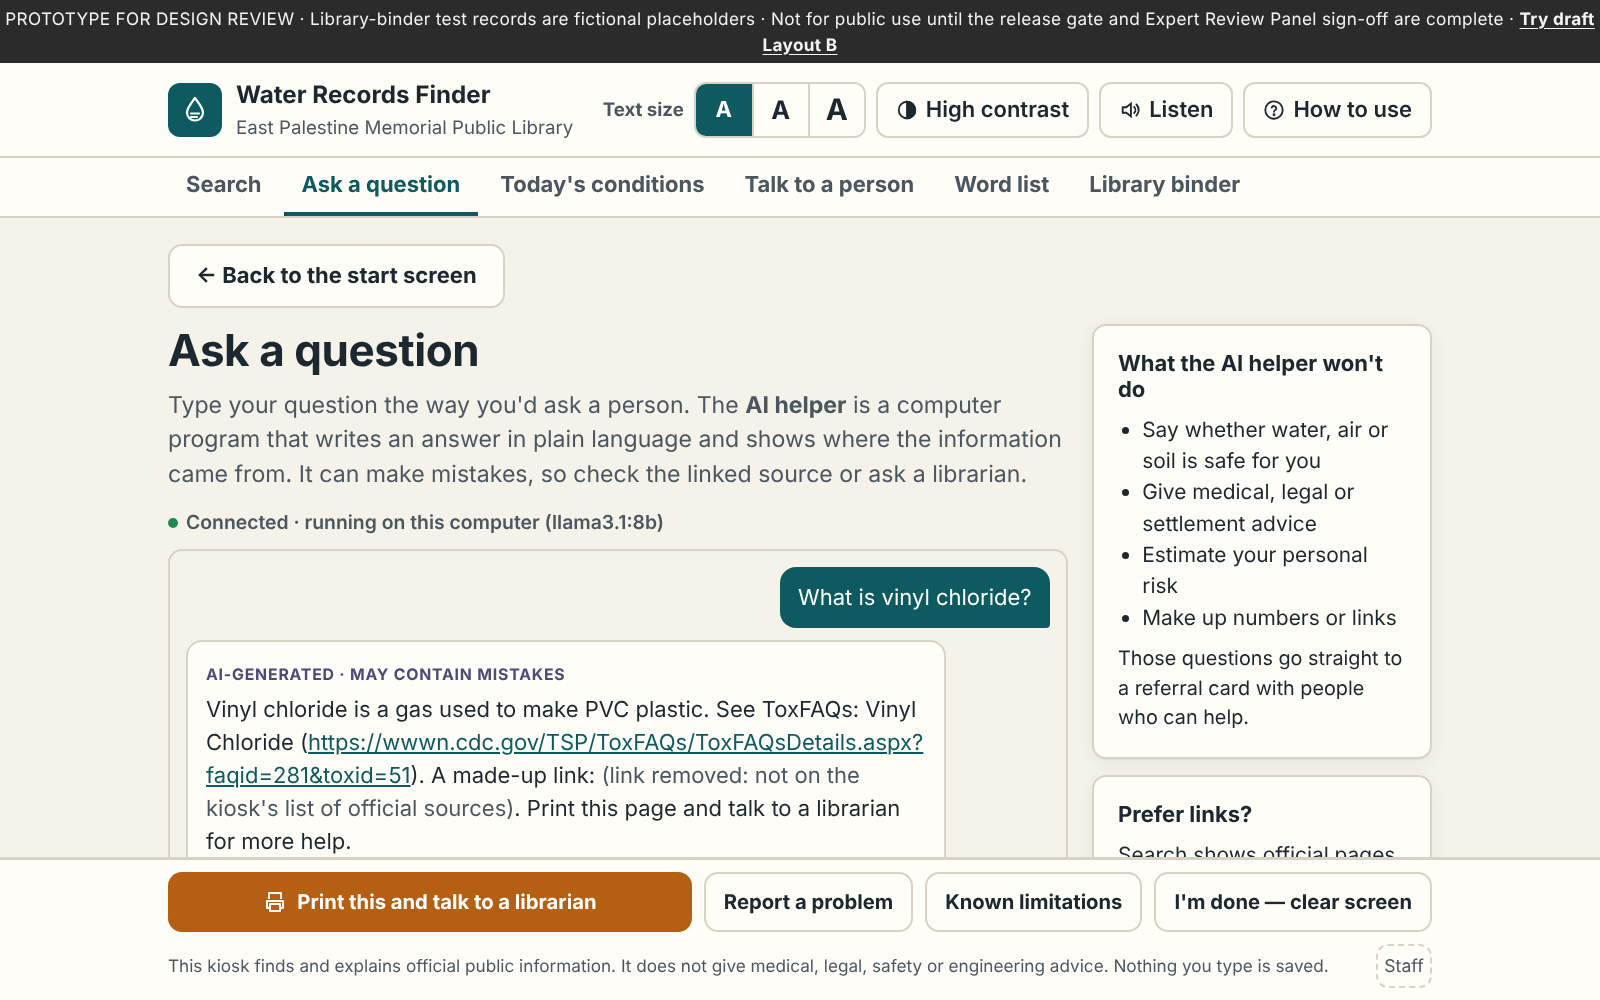 PROTOTYPE FOR DESIGN REVIEW · Library-binder test records are fictional placeholders · Not for public use until the release gate and Expert Review Panel sign-off are complete · Try draft
Layout B
Water Records Finder
East Palestine Memorial Public Library
Text size
A A A
High contrast
Listen
How to use
Search
Ask a question
Today's conditions
Talk to a person
Word list
Library binder
← Back to the start screen
Ask a question
Type your question the way you'd ask a person. The AI helper is a computer
program that writes an answer in plain language and shows where the information
came from. It can make mistakes, so check the linked source or ask a librarian.
Connected · running on this computer (llama3.1:8b)
What is vinyl chloride?
AI-GENERATED · MAY CONTAIN MISTAKES
Vinyl chloride is a gas used to make PVC plastic. See ToxFAQs: Vinyl
Chloride (https://wwwn.cdc.gov/TSP/ToxFAQs/ToxFAQsDetails.aspx?
faqid=281&toxid=51). A made-up link: (link removed: not on the
kiosk's list of official sources). Print this page and talk to a librarian
for more help.
What the AI helper won't
do
• Say whether water, air or
soil is safe for you
• Give medical, legal or
settlement advice
• Estimate your personal
risk
• Make up numbers or links
Those questions go straight to
a referral card with people
who can help.
Prefer links?
Search shows official pages
Print this and talk to a librarian
Report a problem
Known limitations
I'm done — clear screen
This kiosk finds and explains official public information. It does not give medical, legal, safety or engineering advice. Nothing you type is saved.
Staff